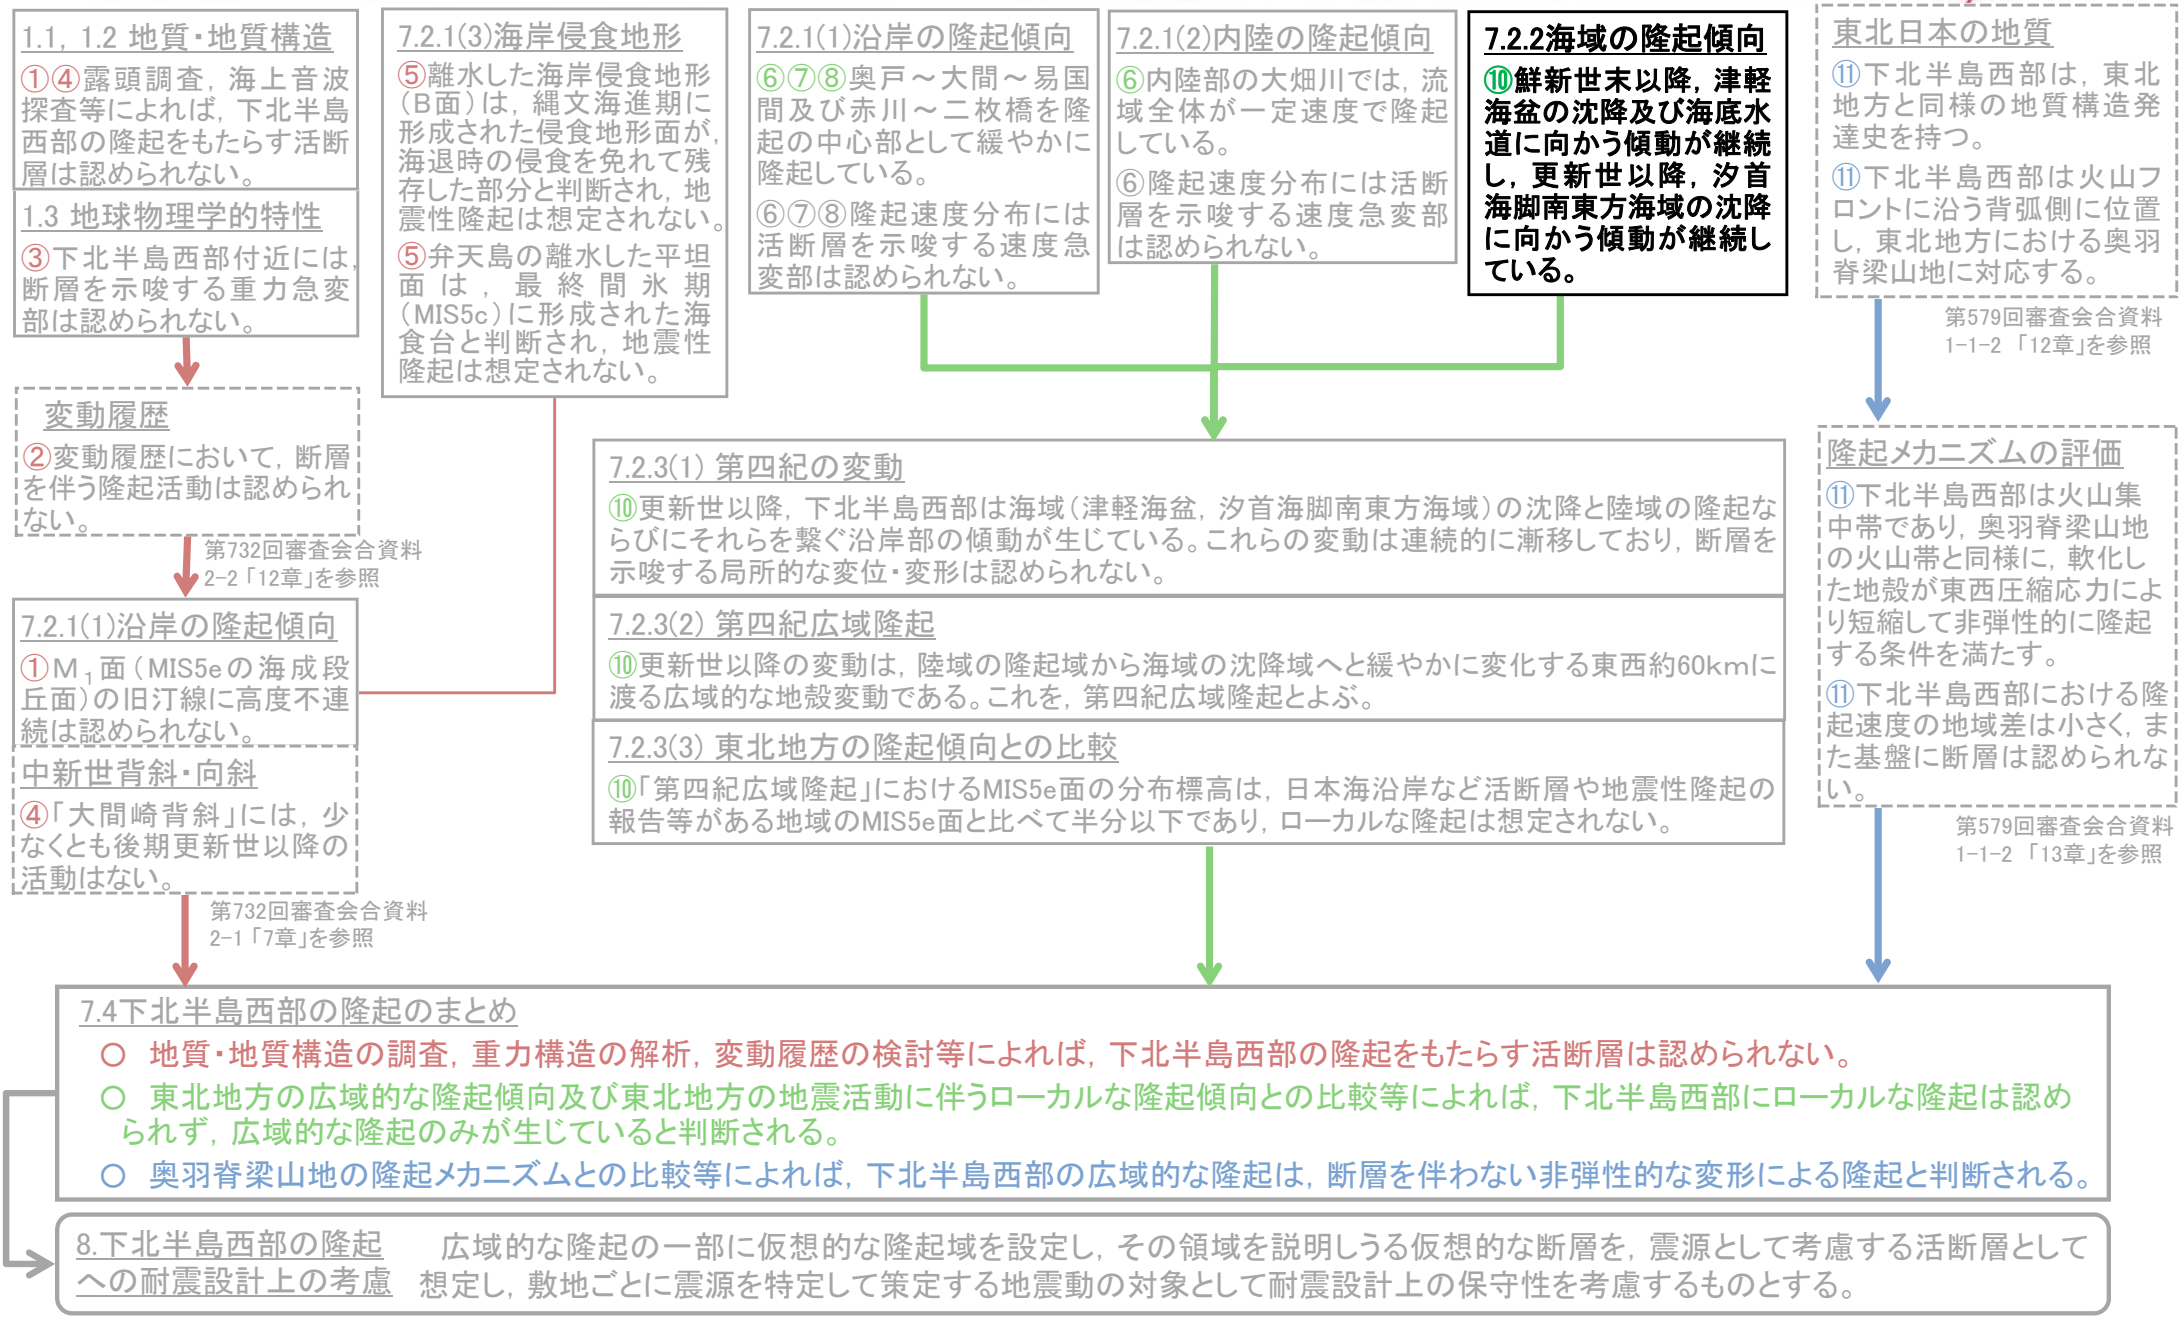 1.1, 1.2 地質・地質構造
①④露頭調査, 海上音波
探査等によれば, 下北半島
西部の隆起をもたらす活断
層は認められない。
1.3 地球物理学的特性
③下北半島西部付近には,
断層を示唆する重力急変
部は認められない。
変動履歴
②変動履歴において, 断層
を伴う隆起活動は認められ
ない。
第732回審査会合資料
2-2 「12章」を参照
7.2.1(1)沿岸の隆起傾向
①M₁面(MIS5eの海成段
丘面)の旧汀線に高度不連
続は認められない。
中新世背斜・向斜
④「大間崎背斜」には, 少
なくとも後期更新世以降の
活動はない。
第732回審査会合資料
2-1 「7章」を参照
7.2.1(3)海岸侵食地形
⑤離水した海岸侵食地形
(B面)は, 縄文海進期に
形成された侵食地形面が,
海退時の侵食を免れて残
存した部分と判断され, 地
震性隆起は想定されない。
⑤弁天島の離水した平坦
面は, 最終間氷期
(MIS5c)に形成された海
食台と判断され, 地震性
隆起は想定されない。
7.2.1(1)沿岸の隆起傾向
⑥⑦⑧奥戸~大間~易国
間及び赤川~二枚橋を隆
起の中心部として緩やかに
隆起している。
⑥⑦⑧隆起速度分布には
活断層を示唆する速度急
変部は認められない。
7.2.1(2)内陸の隆起傾向
⑥内陸部の大畑川では, 流
域全体が一定速度で隆起
している。
⑥隆起速度分布には活断
層を示唆する速度急変部
は認められない。
7.2.2海域の隆起傾向
⑩鮮新世末以降, 津軽
海盆の沈降及び海底水
道に向かう傾動が継続
し, 更新世以降, 汐首
海脚南東方海域の沈降
に向かう傾動が継続し
ている。
東北日本の地質
⑪下北半島西部は, 東北
地方と同様の地質構造発
達史を持つ。
⑪下北半島西部は火山フ
ロントに沿う背弧側に位置
し, 東北地方における奥羽
脊梁山地に対応する。
第579回審査会合資料
1-1-2 「12章」を参照
隆起メカニズムの評価
⑪下北半島西部は火山集
中帯であり, 奥羽脊梁山地
の火山帯と同様に, 軟化し
た地殻が東西圧縮応力によ
り短縮して非弾性的に隆起
する条件を満たす。
⑪下北半島西部における隆
起速度の地域差は小さく, ま
た基盤に断層は認められな
い。
第579回審査会合資料
1-1-2 「13章」を参照
7.2.3(1) 第四紀の変動
⑩更新世以降, 下北半島西部は海域(津軽海盆, 汐首海脚南東方海域)の沈降と陸域の隆起な
らびにそれらを繋ぐ沿岸部の傾動が生じている。これらの変動は連続的に漸移しており, 断層を
示唆する局所的な変位・変形は認められない。
7.2.3(2) 第四紀広域隆起
⑩更新世以降の変動は, 陸域の隆起域から海域の沈降域へと緩やかに変化する東西約60kmに
渡る広域的な地殻変動である。これを, 第四紀広域隆起とよぶ。
7.2.3(3) 東北地方の隆起傾向との比較
⑩「第四紀広域隆起」におけるMIS5e面の分布標高は, 日本海沿岸など活断層や地震性隆起の
報告等がある地域のMIS5e面と比べて半分以下であり, ローカルな隆起は想定されない。
7.4下北半島西部の隆起のまとめ
○ 地質・地質構造の調査, 重力構造の解析, 変動履歴の検討等によれば, 下北半島西部の隆起をもたらす活断層は認められない。
○ 東北地方の広域的な隆起傾向及び東北地方の地震活動に伴うローカルな隆起傾向との比較等によれば, 下北半島西部にローカルな隆起は認め
られず, 広域的な隆起のみが生じていると判断される。
○ 奥羽脊梁山地の隆起メカニズムとの比較等によれば, 下北半島西部の広域的な隆起は, 断層を伴わない非弾性的な変形による隆起と判断される。
8.下北半島西部の隆起
への耐震設計上の考慮
広域的な隆起の一部に仮想的な隆起域を設定し, その領域を説明しうる仮想的な断層を, 震源として考慮する活断層として
想定し, 敷地ごとに震源を特定して策定する地震動の対象として耐震設計上の保守性を考慮するものとする。